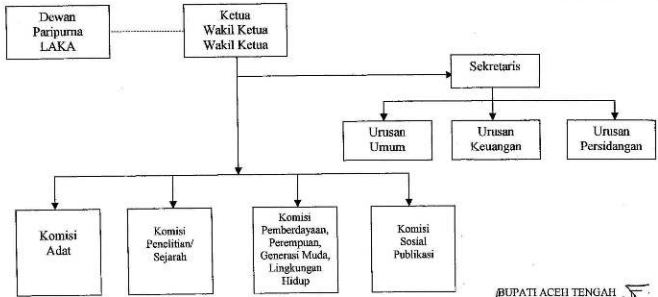 Dewan
Paripurna
LAKA
Ketua
Wakil Ketua
Wakil Ketua
Sekretaris
Urusan
Umum
Urusan
Keuangan
Urusan
Persidangan
Komisi
Adat
Komisi
Penelitian/
Sejarah
Komisi
Pemberdayaan,
Perempuan,
Generasi Muda,
Lingkungan
Hidup
Komisi
Sosial
Publikasi
BUPATI ACEH TENGAH